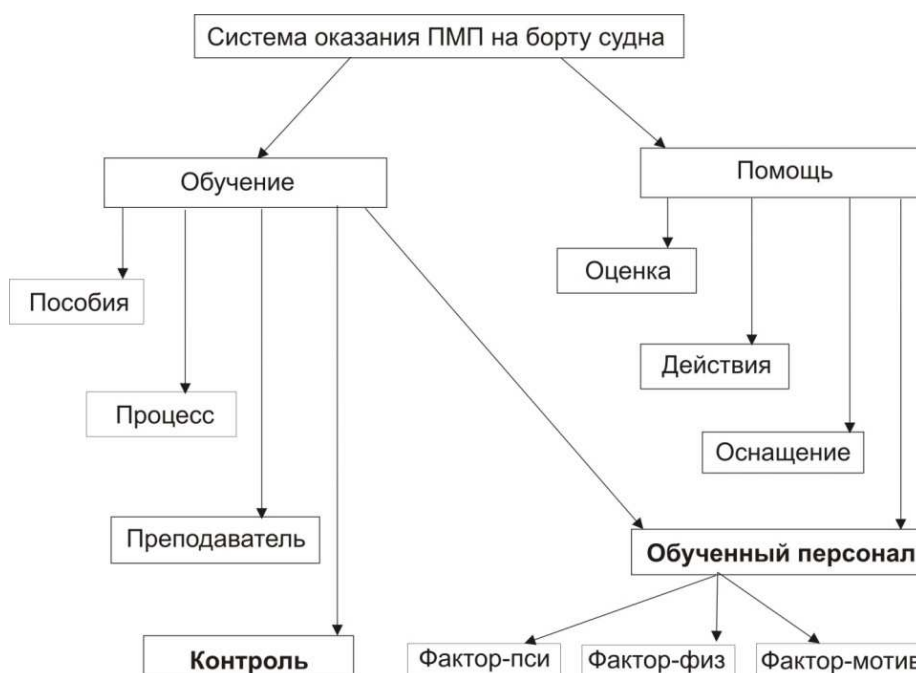 Система оказания ПМП на борту судна
Обучение
Помощь
Пособия
Оценка
Процесс
Действия
Оснащение
Преподаватель
Обученный персонал
Контроль
Фактор-пси
Фактор-физ
Фактор-мотив